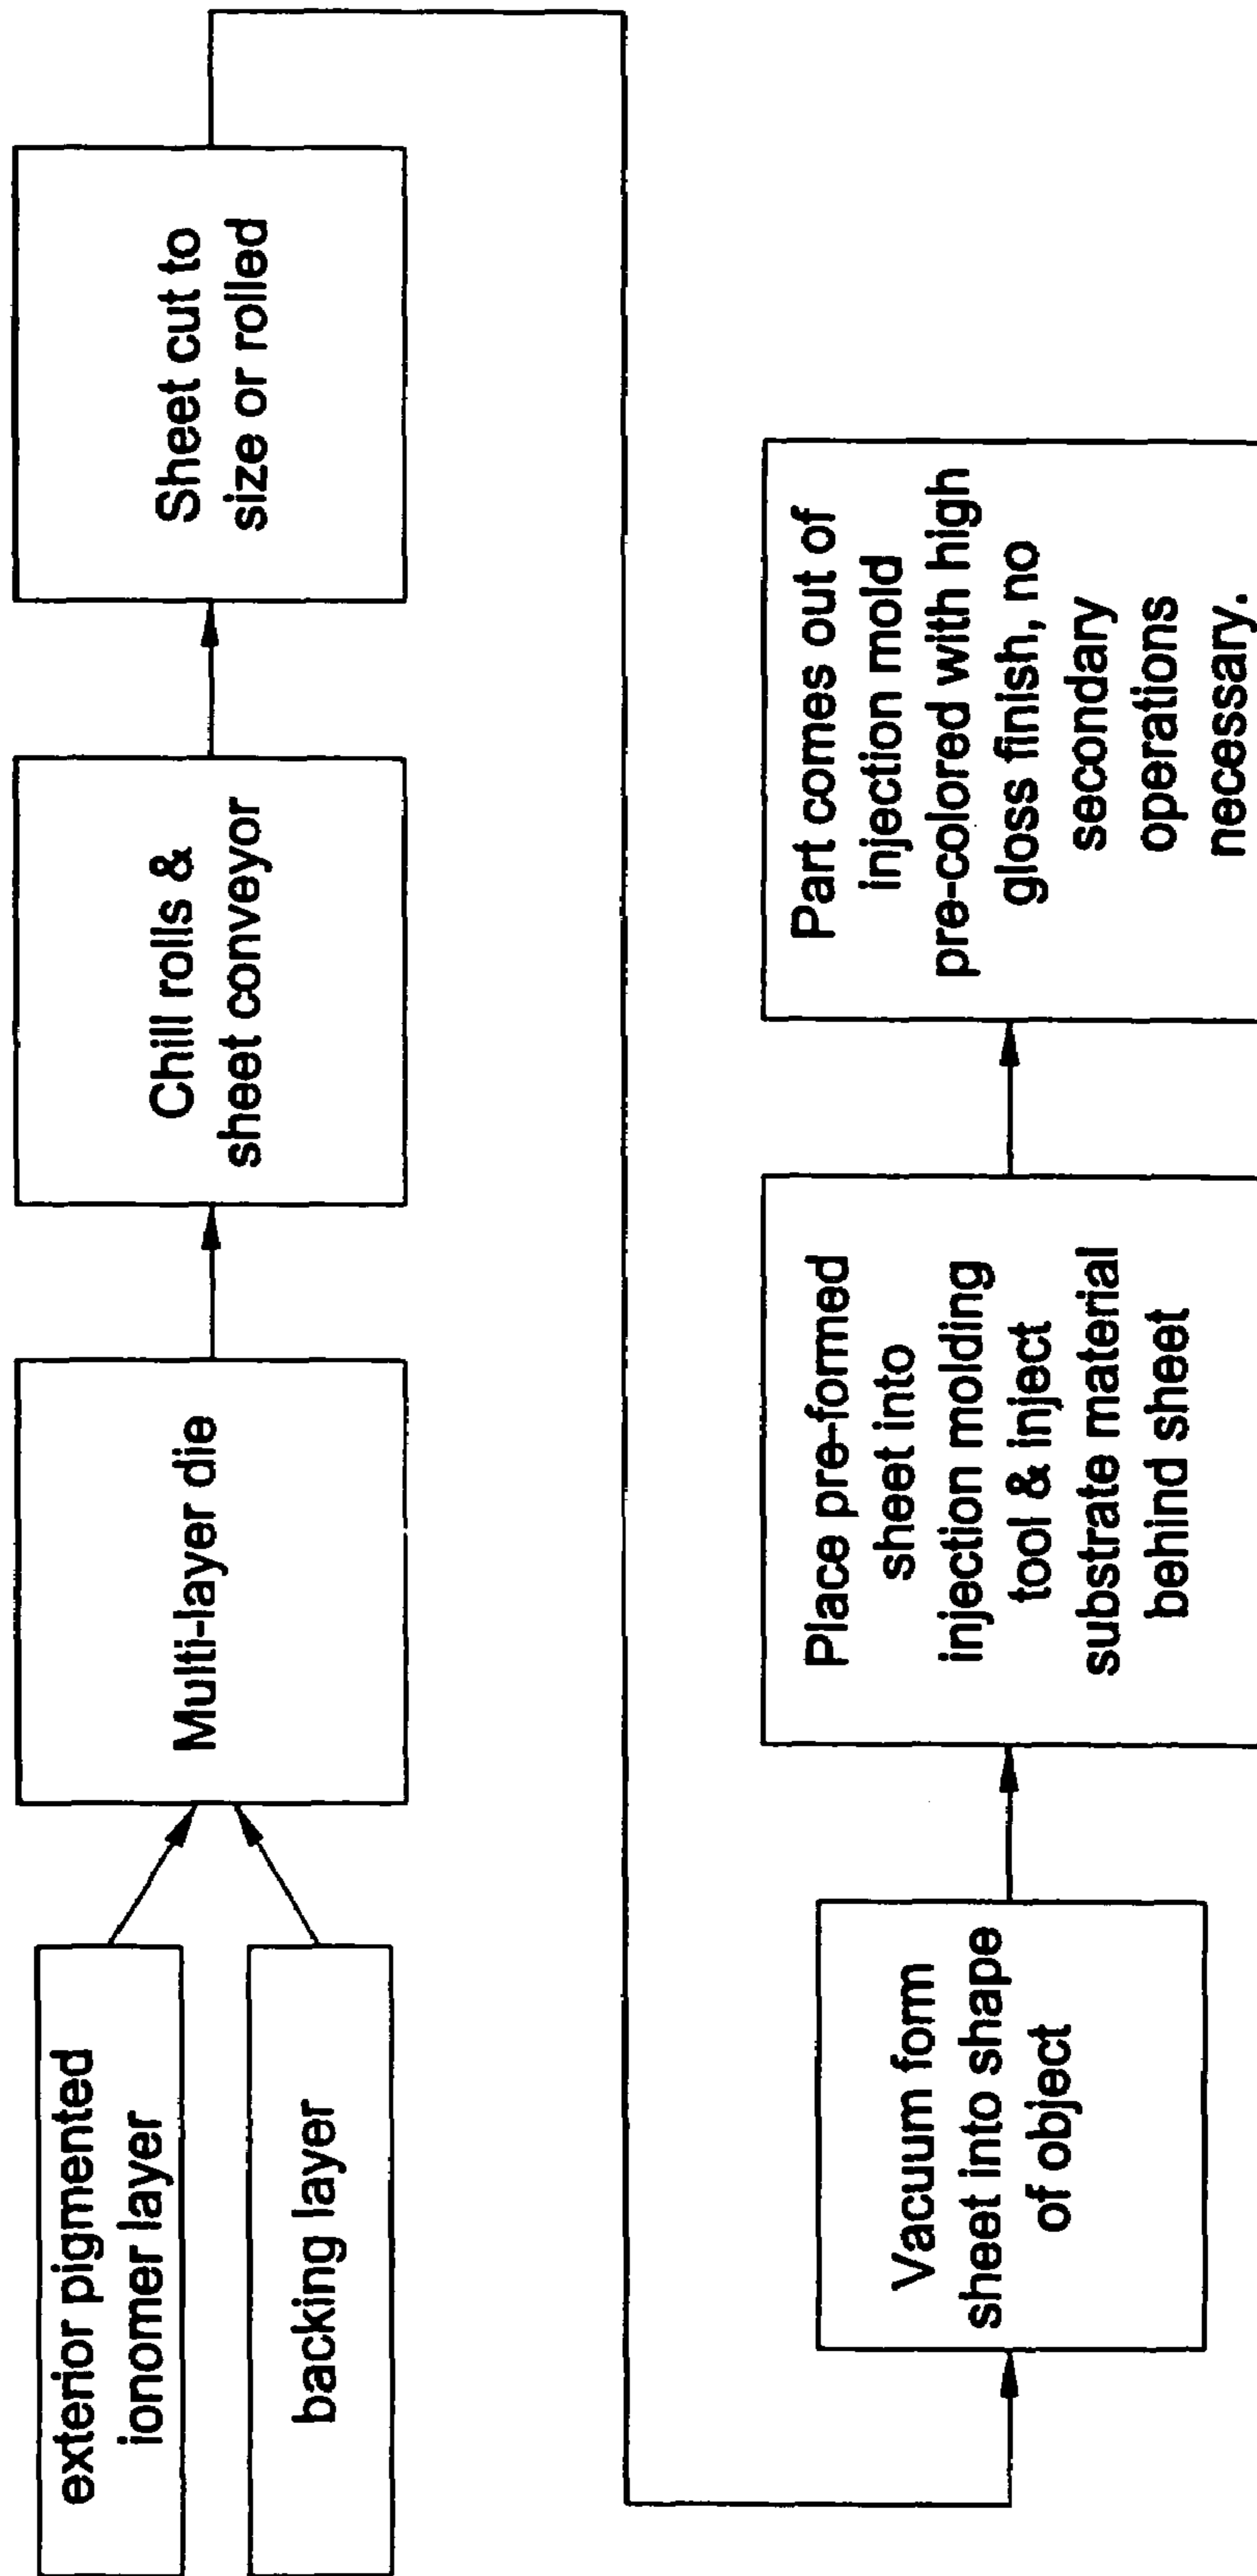 exterior pigmented
ionomer layer
backing layer
Multi-layer die
Chill rolls &
sheet conveyor
Sheet cut to
size or rolled
Vacuum form
sheet into shape
of object
Place pre-formed
sheet into
injection molding
tool & inject
substrate material
behind sheet
Part comes out of
injection mold
pre-colored with high
gloss finish, no
secondary
operations
necessary.